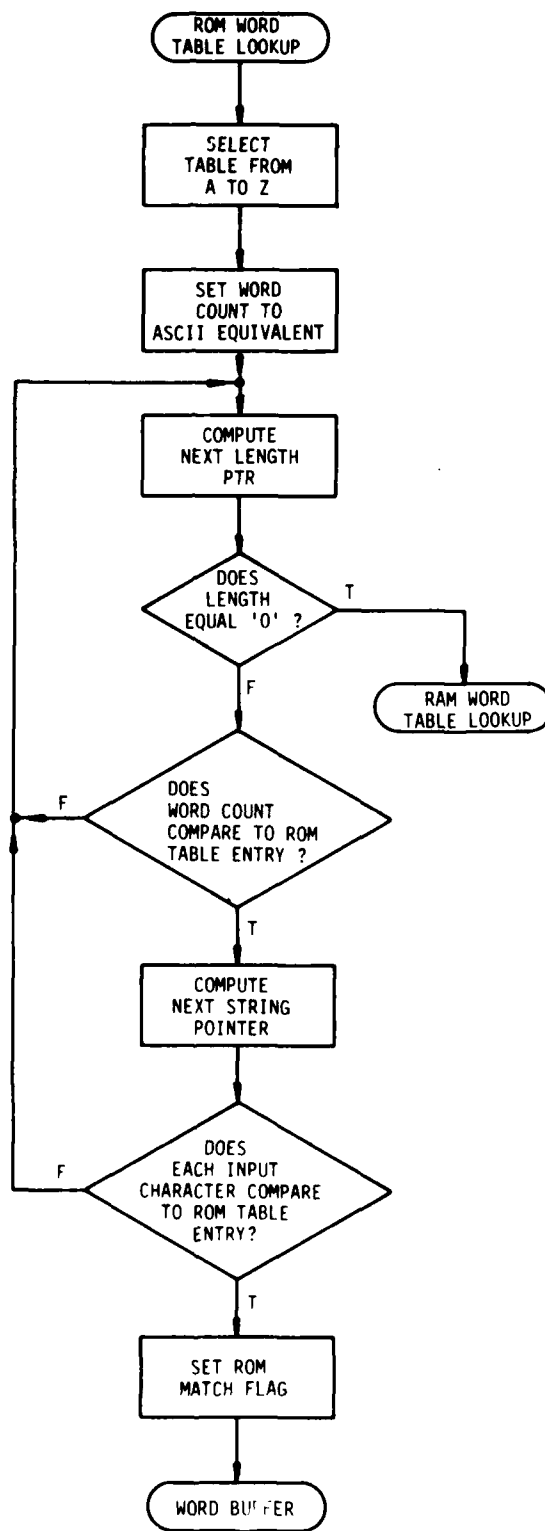 ROM WORD
TABLE LOOKUP
SELECT
TABLE FROM
A TO Z
SET WORD
COUNT TO
ASCII EQUIVALENT
COMPUTE
NEXT LENGTH
PTR
DOES
LENGTH
EQUAL '0' ?
T
F
RAM WORD
TABLE LOOKUP
DOES
WORD COUNT
COMPARE TO ROM
TABLE ENTRY ?
F
T
COMPUTE
NEXT STRING
POINTER
DOES
EACH INPUT
CHARACTER COMPARE
TO ROM TABLE
ENTRY?
F
T
SET ROM
MATCH FLAG
WORD BUFFER